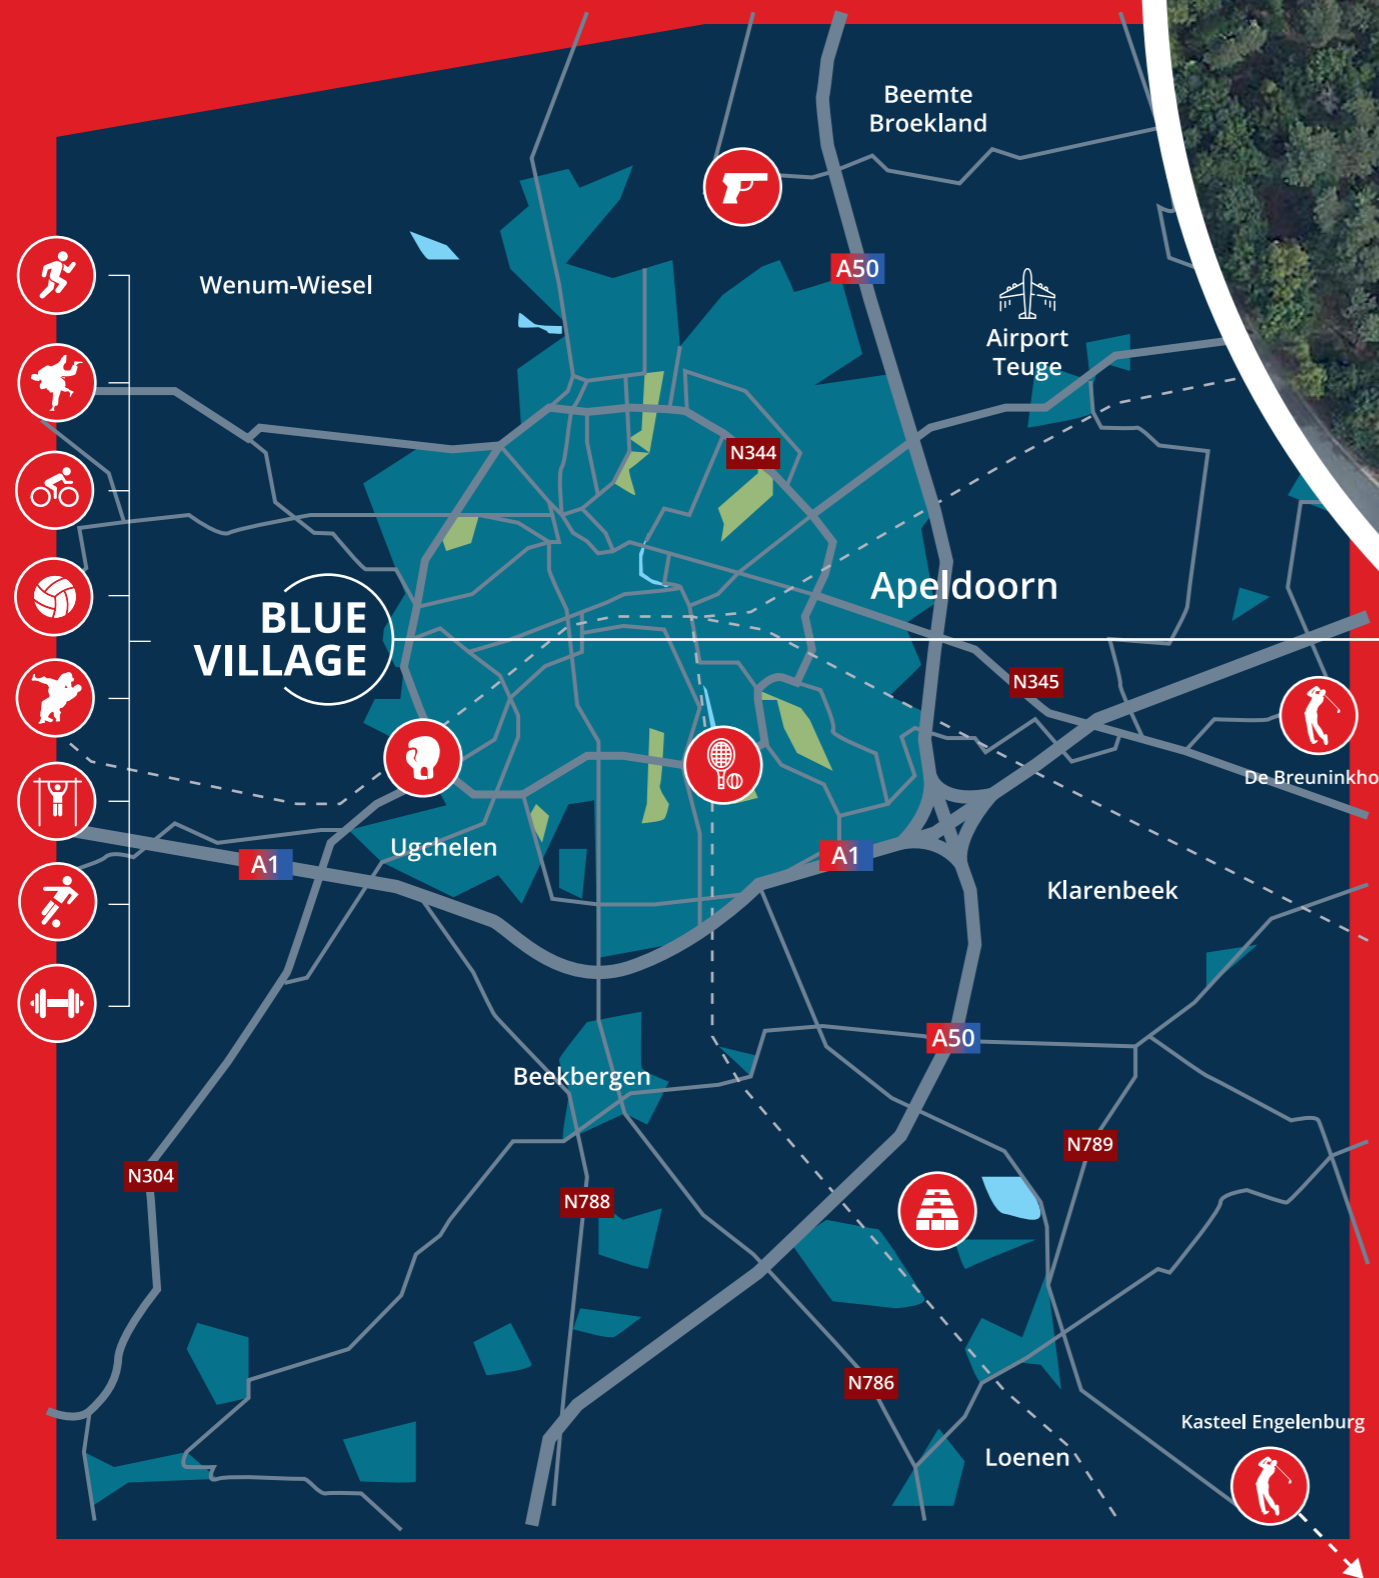 Beemte
Broekland
A50
Wenum-Wiesel
Airport
Teuge
N344
Apeldoorn
BLUE
VILLAGE
N345
De Breuninkho
Ugchelen
A1
A1
Klarenbeek
A50
Beekbergen
N789
N304
N788
N786
Kasteel Engelenburg
Loenen